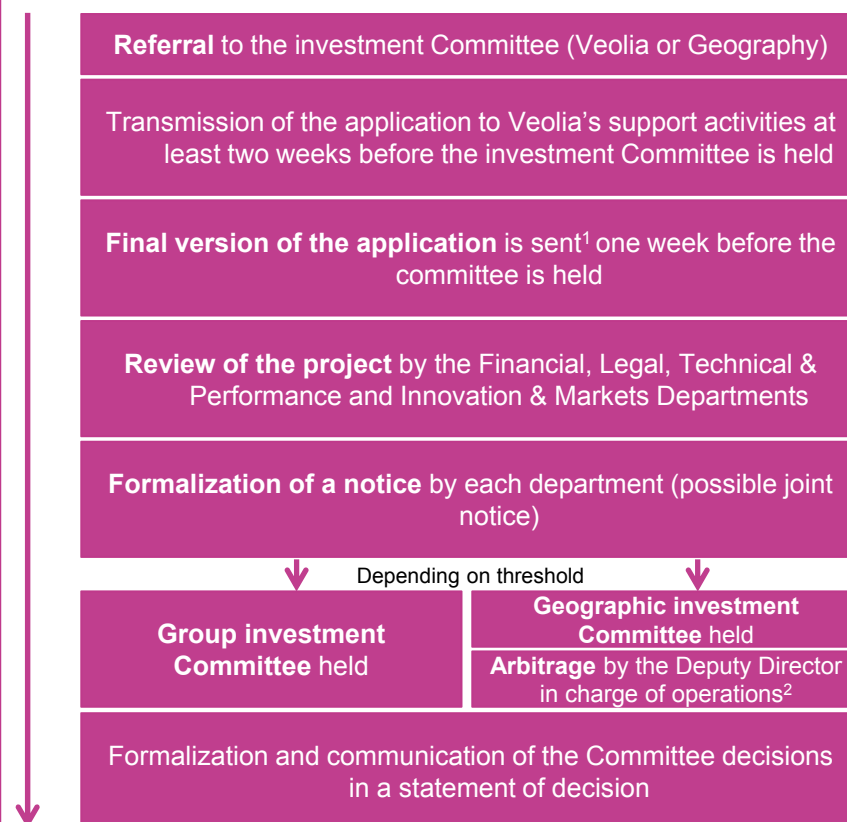 Referral to the investment Committee (Veolia or Geography)
Transmission of the application to Veolia's support activities at
least two weeks before the investment Committee is held
Final version of the application is sent¹ one week before the
committee is held
Review of the project by the Financial, Legal, Technical &
Performance and Innovation & Markets Departments
Formalization of a notice by each department (possible joint
notice)
Depending on threshold
Group investment
Committee held
Geographic investment
Committee held
Arbitrage by the Deputy Director
in charge of operations²
Formalization and communication of the Committee decisions
in a statement of decision